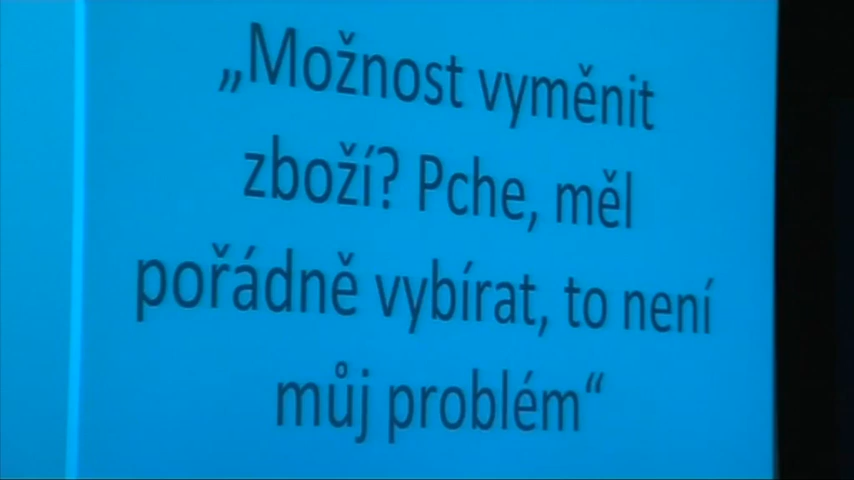 „Možnost vyměnit
zboží? Pche, měl
pořádně vybírat, to není
můj problém“